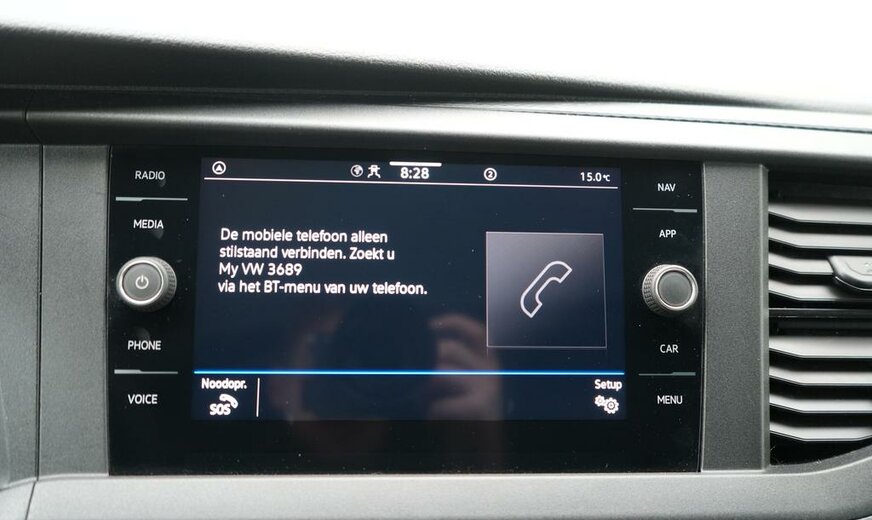 RADIO
MEDIA
PHONE
VOICE
8:28
2
15.0°C
De mobiele telefoon alleen
stilstaand verbinden. Zoekt u
My VW 3689
via het BT-menu van uw telefoon.
Noodopr.
SOS
Setup
NAV
APP
CAR
MENU